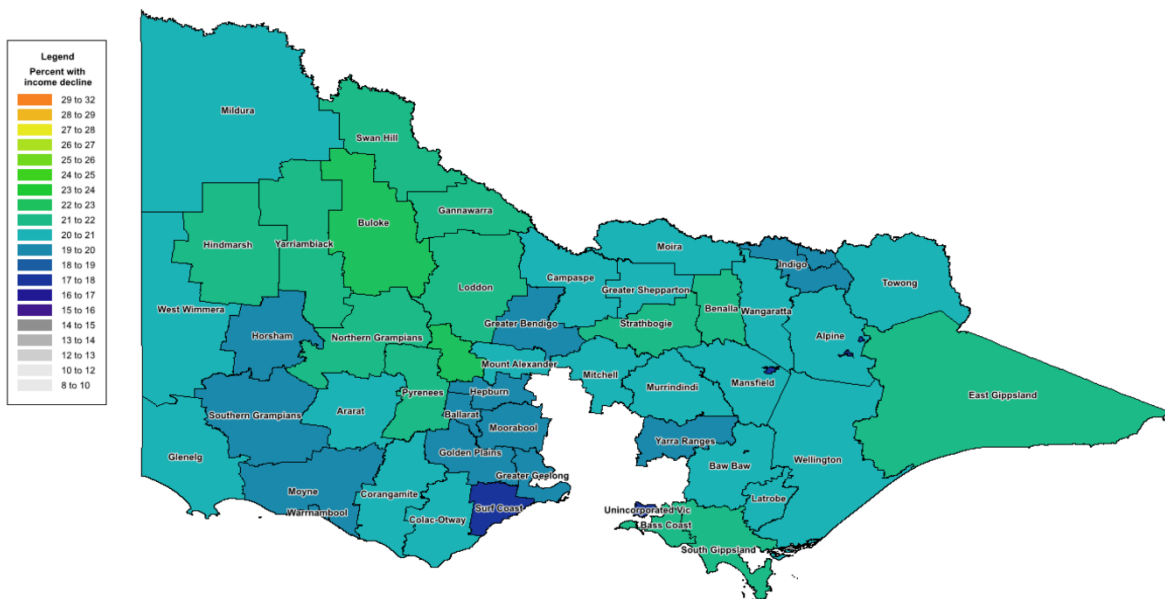 Legend
Percent with
income decline
29 to 32
28 to 29
27 to 28
26 to 27
25 to 26
24 to 25
23 to 24
22 to 23
21 to 22
20 to 21
19 to 20
18 to 19
17 to 18
16 to 17
15 to 16
14 to 15
13 to 14
12 to 13
10 to 12
8 to 10
Mildura
Swan Hill
Gannawarra
Buloke
Hindmarsh
Yarriambiack
Moira
Indigo
Towong
Loddon
Campaspe
Greater Shepparton
West Wimmera
Benalla
Wangaratta
Horsham
Northern Grampians
Greater Bendigo
Strathbogie
Alpine
Mount Alexander
Mitchell
Murrindindi
Mansfield
Pyrenees
Hepburn
East Gippsland
Southern Grampians
Ararat
Ballarat
Moorabool
Yarra Ranges
Glenelg
Golden Plains
Baw Baw
Wellington
Greater Geelong
Moyne
Corangamite
Latrobe
Warrnambool
Surf Coast
Unincorporated Vic
Colac-Otway
Bass Coast
South Gippsland